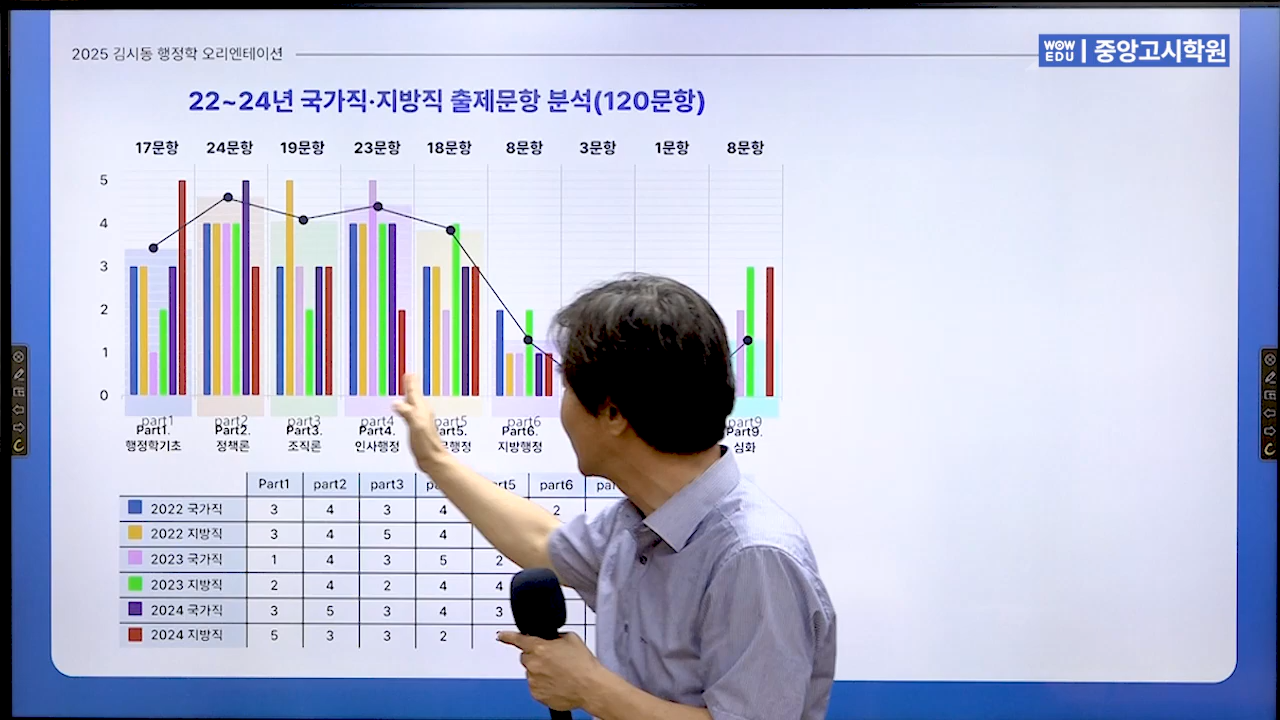 2025 김시동 행정학 오리엔테이션
WOW EDU | 중앙고시학원
22~24년 국가직·지방직 출제문항 분석(120문항)
17문항 24문항 19문항 23문항 18문항 8문항 3문항 1문항 8문항
5
4
3
2
1
0
part1 part2 part3 part4 part5 part6 part9
Part1. Part2. Part3. Part4. Part5. Part6. Part9.
행정학기초 정책론 조직론 인사행정 지방행정 심화
Part1 part2 part3 part6
2022 국가직 3 4 3 4 2
2022 지방직 3 4 5 4
2023 국가직 1 4 3 5 2
2023 지방직 2 4 2 4 4
2024 국가직 3 5 3 4 3
2024 지방직 5 3 3 2